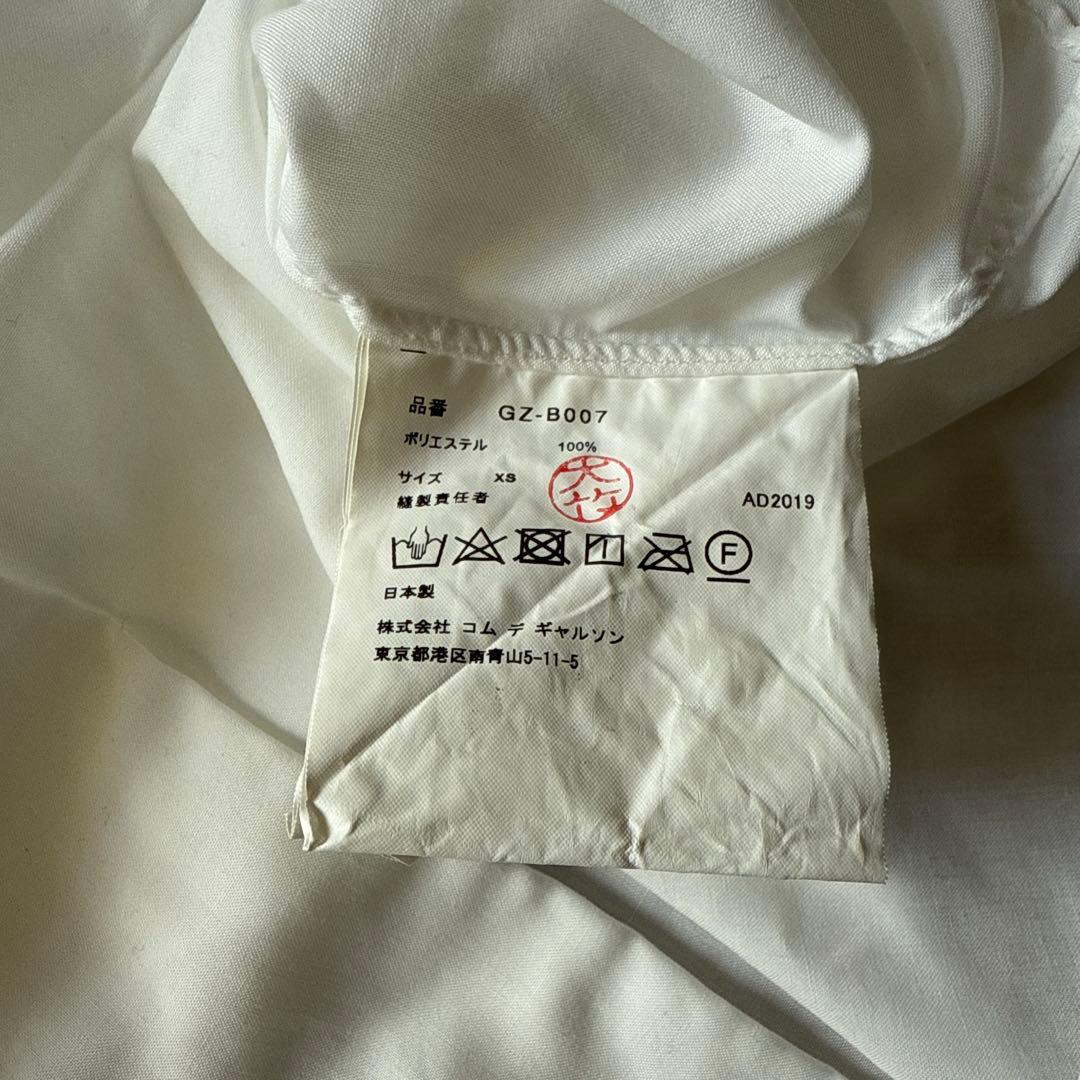 品番 GZ-B007
ポリエステル 100%
サイズ XS
大竹
縫製責任者 AD2019
F
日本製
株式会社 コム デ ギャルソン
東京都港区南青山5-11-5